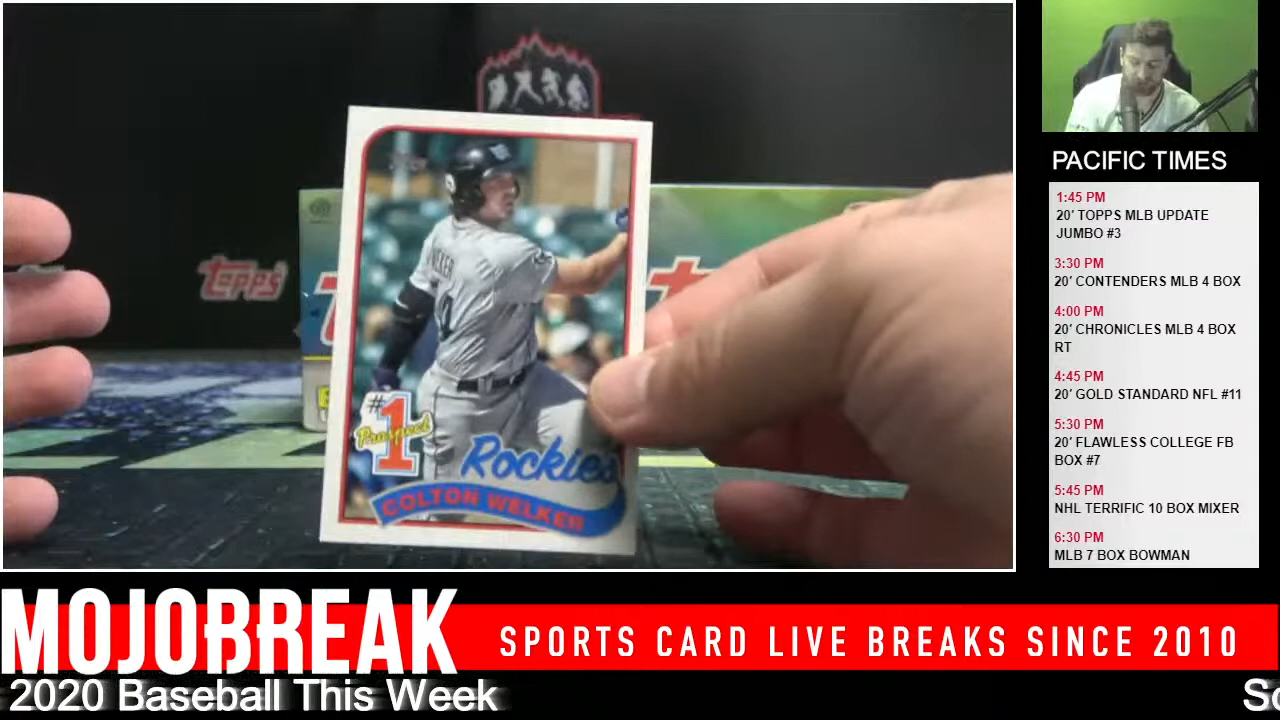 PACIFIC TIMES
1:45 PM
20' TOPPS MLB UPDATE
JUMBO #3
3:30 PM
20' CONTENDERS MLB 4 BOX
4:00 PM
20' CHRONICLES MLB 4 BOX
RT
4:45 PM
20' GOLD STANDARD NFL #11
5:30 PM
20' FLAWLESS COLLEGE FB
BOX #7
5:45 PM
NHL TERRIFIC 10 BOX MIXER
6:30 PM
MLB 7 BOX BOWMAN
Topps
#1
Prospect
Rockies
COLTON WELKER
MOJOBREAK
SPORTS CARD LIVE BREAKS SINCE 2010
2020 Baseball This Week